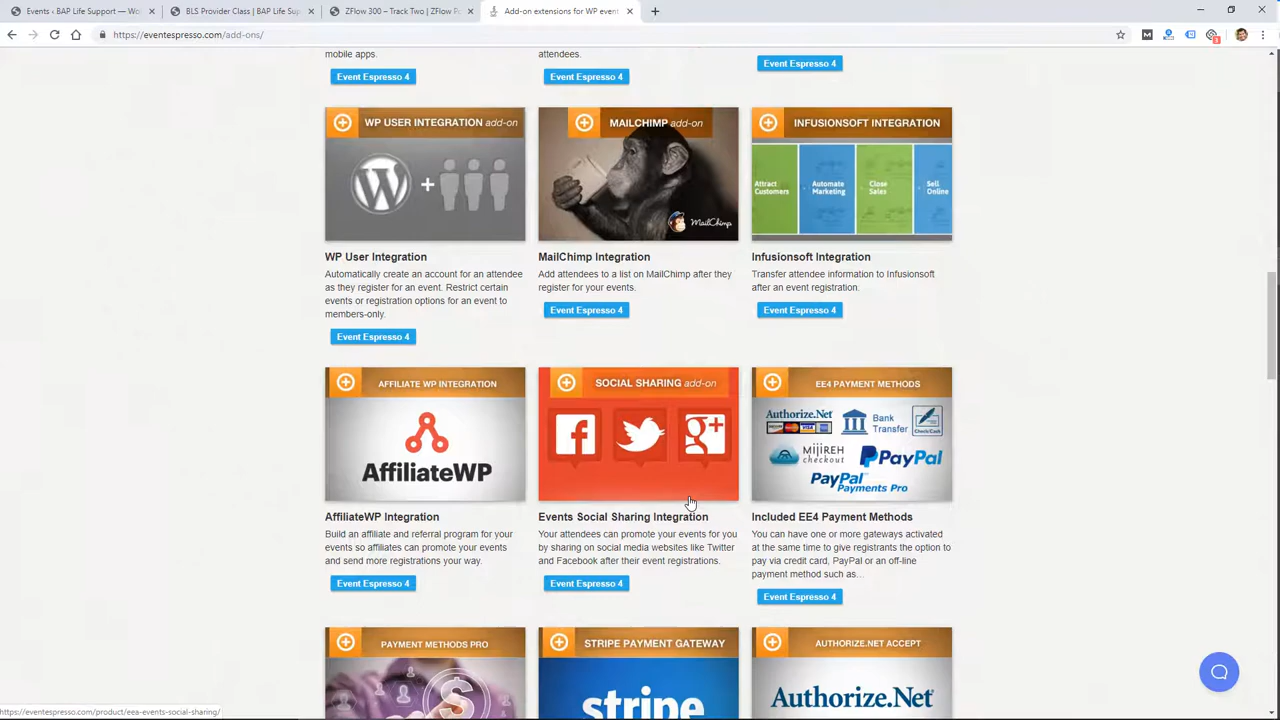 Events ‹ BAP Life Support — Wo
BLS Provider Class | BAP Life Sup
ZFlow 300 – Track Two | ZFlow P
Add-on extensions for WP even
https://eventespresso.com/add-ons/
mobile apps.
attendees.
Event Espresso 4
Event Espresso 4
Event Espresso 4
WP USER INTEGRATION add-on
MAILCHIMP add-on
INFUSIONSOFT INTEGRATION
Attract Customers
Automate Marketing
Close Sales
Sell Online
MailChimp
WP User Integration
MailChimp Integration
Infusionsoft Integration
Automatically create an account for an attendee
as they register for an event. Restrict certain
events or registration options for an event to
members-only.
Add attendees to a list on MailChimp after they
register for your events.
Transfer attendee information to Infusionsoft
after an event registration.
Event Espresso 4
Event Espresso 4
Event Espresso 4
AFFILIATE WP INTEGRATION
SOCIAL SHARING add-on
EE4 PAYMENT METHODS
AffiliateWP
Authorize.Net
Bank Transfer
Check/Cash
MIJIREH checkout
PayPal
PayPal Payments Pro
AffiliateWP Integration
Events Social Sharing Integration
Included EE4 Payment Methods
Build an affiliate and referral program for your
events so affiliates can promote your events
and send more registrations your way.
Your attendees can promote your events for you
by sharing on social media websites like Twitter
and Facebook after their event registrations.
You can have one or more gateways activated
at the same time to give registrants the option to
pay via credit card, PayPal or an off-line
payment method such as…
Event Espresso 4
Event Espresso 4
Event Espresso 4
PAYMENT METHODS PRO
STRIPE PAYMENT GATEWAY
AUTHORIZE.NET ACCEPT
stripe
Authorize.Net
https://eventespresso.com/product/eea-events-social-sharing/